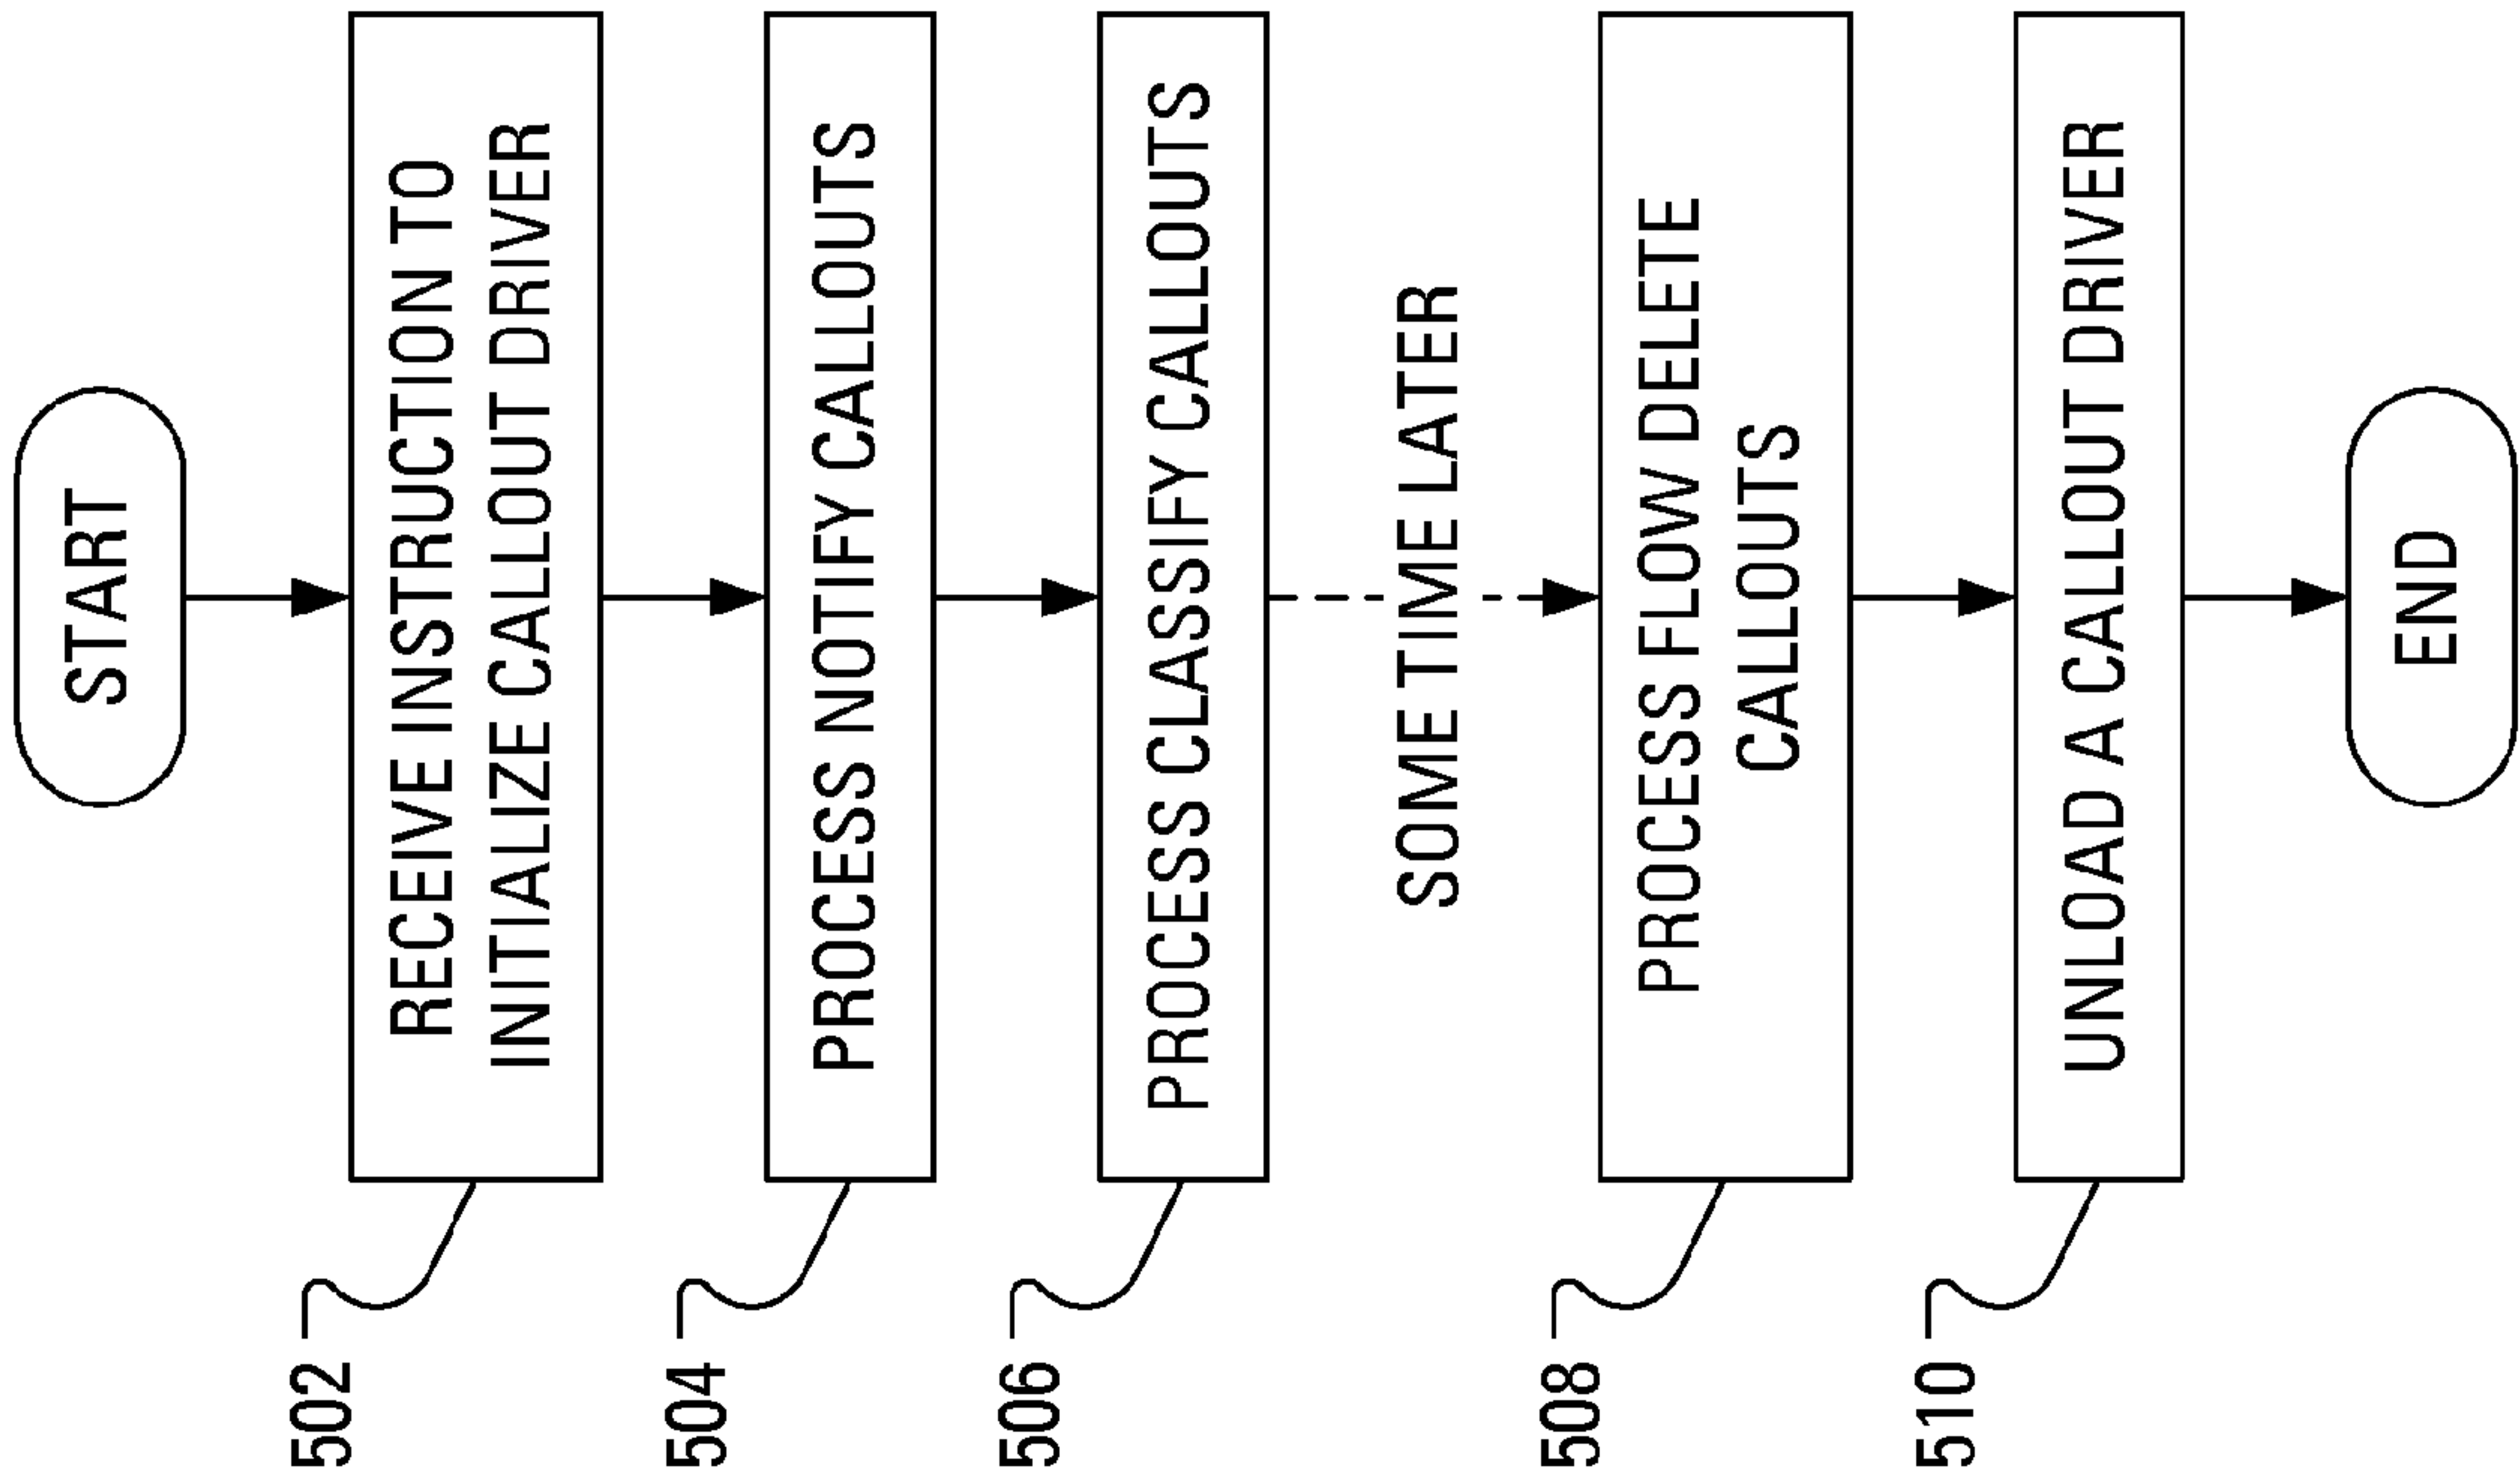 START
502
RECEIVE INSTRUCTION TO
INITIALIZE CALLOUT DRIVER
504
PROCESS NOTIFY CALLOUTS
506
PROCESS CLASSIFY CALLOUTS
SOME TIME LATER
508
PROCESS FLOW DELETE
CALLOUTS
510
UNLOAD A CALLOUT DRIVER
END